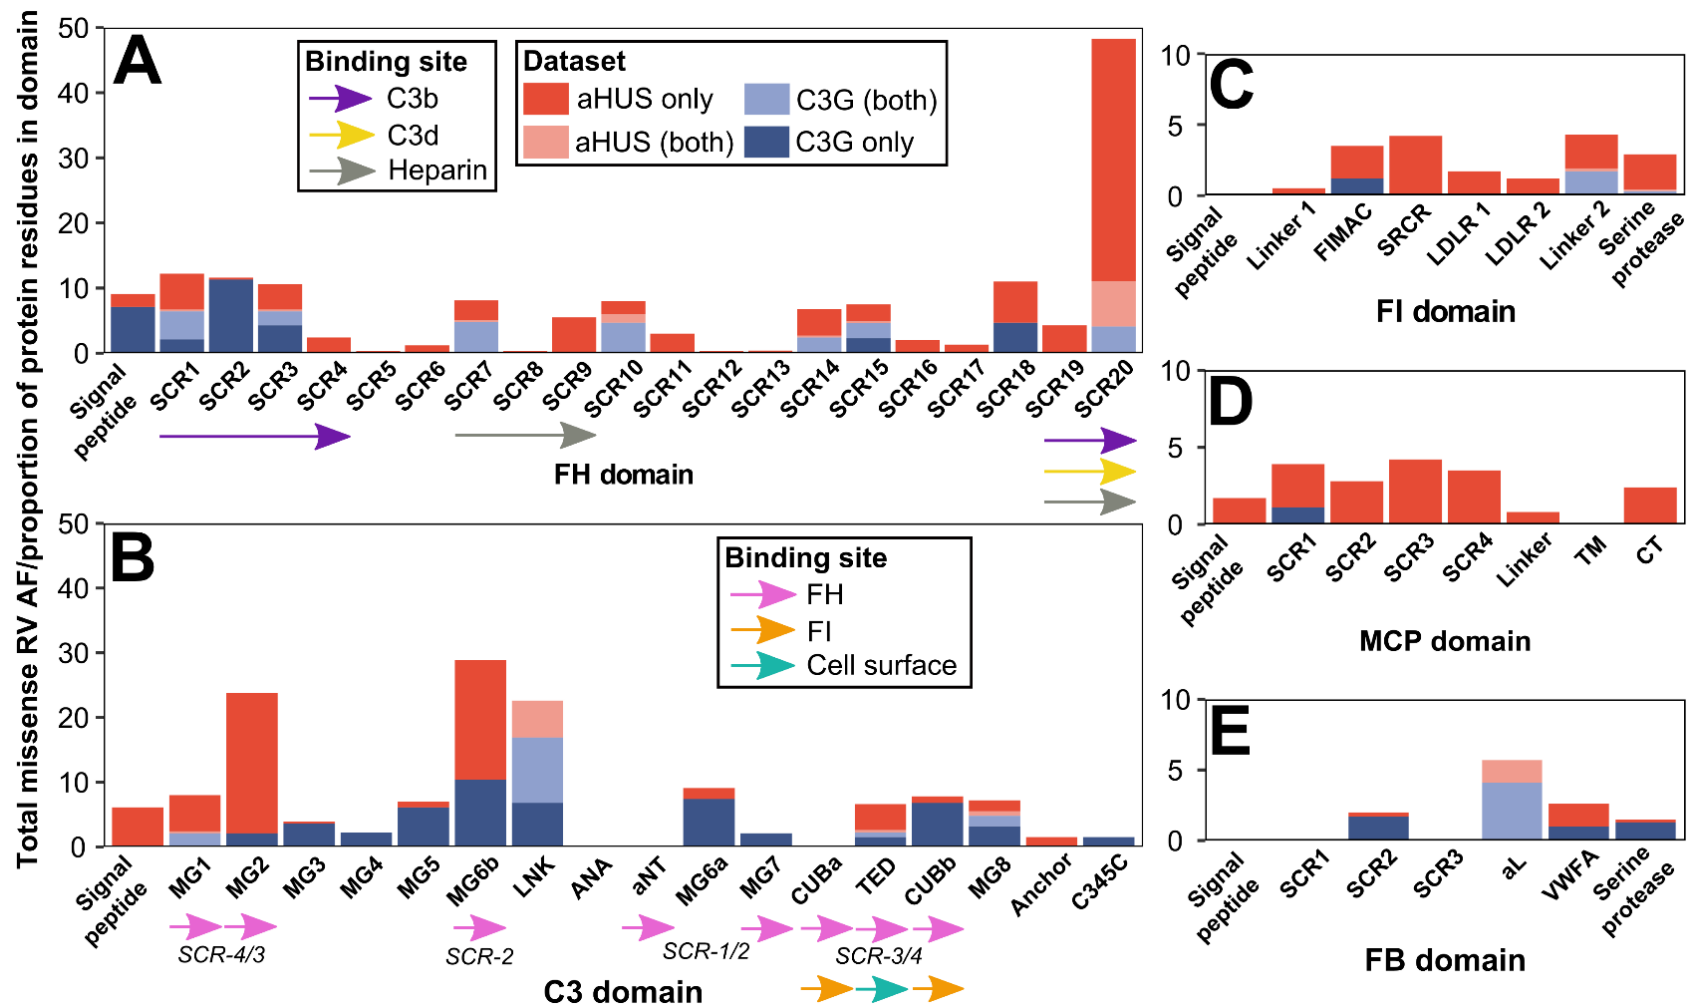 Total missense RV AF/proportion of protein residues in domain
A
50
40
30
20
10
0
Binding site
C3b
C3d
Heparin
Dataset
aHUS only
C3G (both)
aHUS (both)
C3G only
Signal
peptide
SCR1
SCR2
SCR3
SCR4
SCR5
SCR6
SCR7
SCR8
SCR9
SCR10
SCR11
SCR12
SCR13
SCR14
SCR15
SCR16
SCR17
SCR18
SCR19
SCR20
FH domain
B
50
40
30
20
10
0
Binding site
FH
FI
Cell surface
Signal
peptide
MG1
MG2
MG3
MG4
MG5
MG6b
LNK
ANA
aNT
MG6a
MG7
CUBa
TED
CUBb
MG8
Anchor
C345C
SCR-4/3
SCR-2
SCR-1/2
SCR-3/4
C3 domain
C
10
5
0
Signal
peptide
Linker 1
FIMAC
SRCR
LDLR 1
LDLR 2
Linker 2
Serine
protease
FI domain
D
10
5
0
Signal
peptide
SCR1
SCR2
SCR3
SCR4
Linker
TM
CT
MCP domain
E
10
5
0
Signal
peptide
SCR1
SCR2
SCR3
aL
VWFA
Serine
protease
FB domain